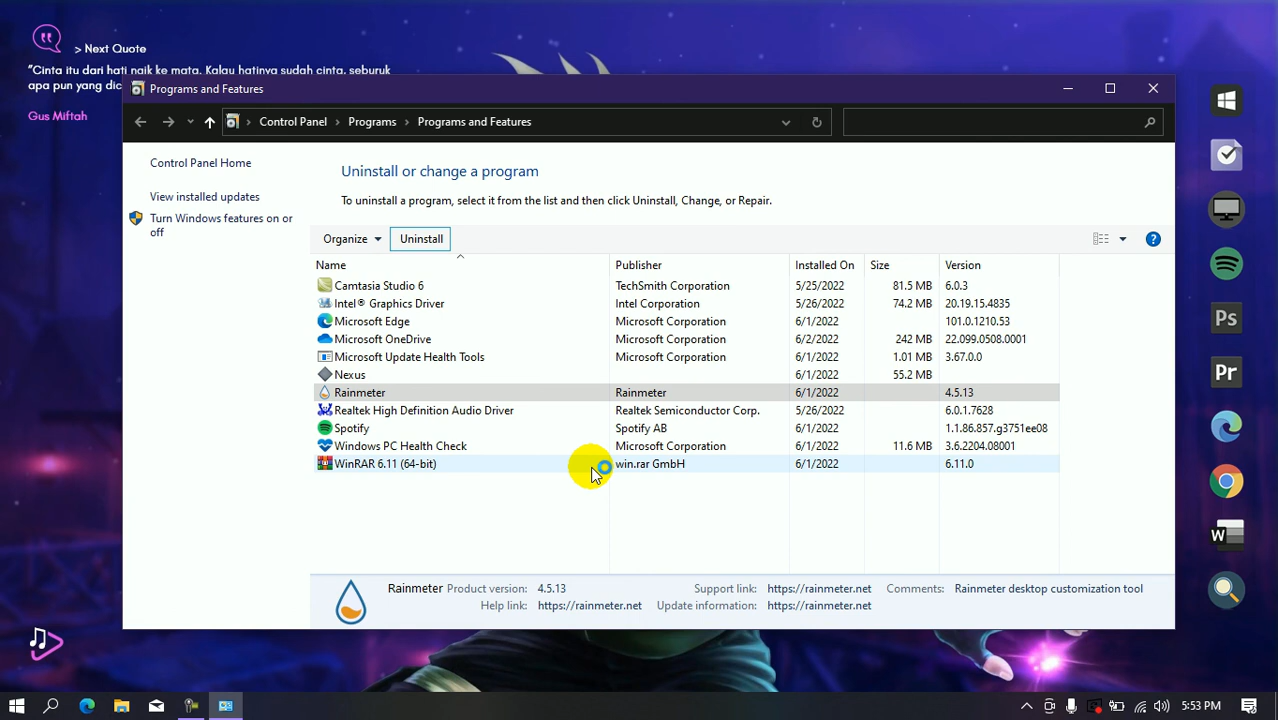 > Next Quote
"Cinta itu dari hati naik ke mata. Kalau hatinya sudah cinta, seburuk
apa pun yang dic
Gus Miftah
Programs and Features
Control Panel > Programs > Programs and Features
Control Panel Home
View installed updates
Turn Windows features on or
off
Uninstall or change a program
To uninstall a program, select it from the list and then click Uninstall, Change, or Repair.
Organize Uninstall
Name Publisher Installed On Size Version
Camtasia Studio 6 TechSmith Corporation 5/25/2022 81.5 MB 6.0.3
Intel® Graphics Driver Intel Corporation 5/26/2022 74.2 MB 20.19.15.4835
Microsoft Edge Microsoft Corporation 6/1/2022 101.0.1210.53
Microsoft OneDrive Microsoft Corporation 6/2/2022 242 MB 22.099.0508.0001
Microsoft Update Health Tools Microsoft Corporation 6/1/2022 1.01 MB 3.67.0.0
Nexus 6/1/2022 55.2 MB
Rainmeter Rainmeter 6/1/2022 4.5.13
Realtek High Definition Audio Driver Realtek Semiconductor Corp. 5/26/2022 6.0.1.7628
Spotify Spotify AB 6/1/2022 1.1.86.857.g3751ee08
Windows PC Health Check Microsoft Corporation 6/1/2022 11.6 MB 3.6.2204.08001
WinRAR 6.11 (64-bit) win.rar GmbH 6/1/2022 6.11.0
Rainmeter Product version: 4.5.13 Support link: https://rainmeter.net Comments: Rainmeter desktop customization tool
Help link: https://rainmeter.net Update information: https://rainmeter.net
Ps
Pr
W
5:53 PM